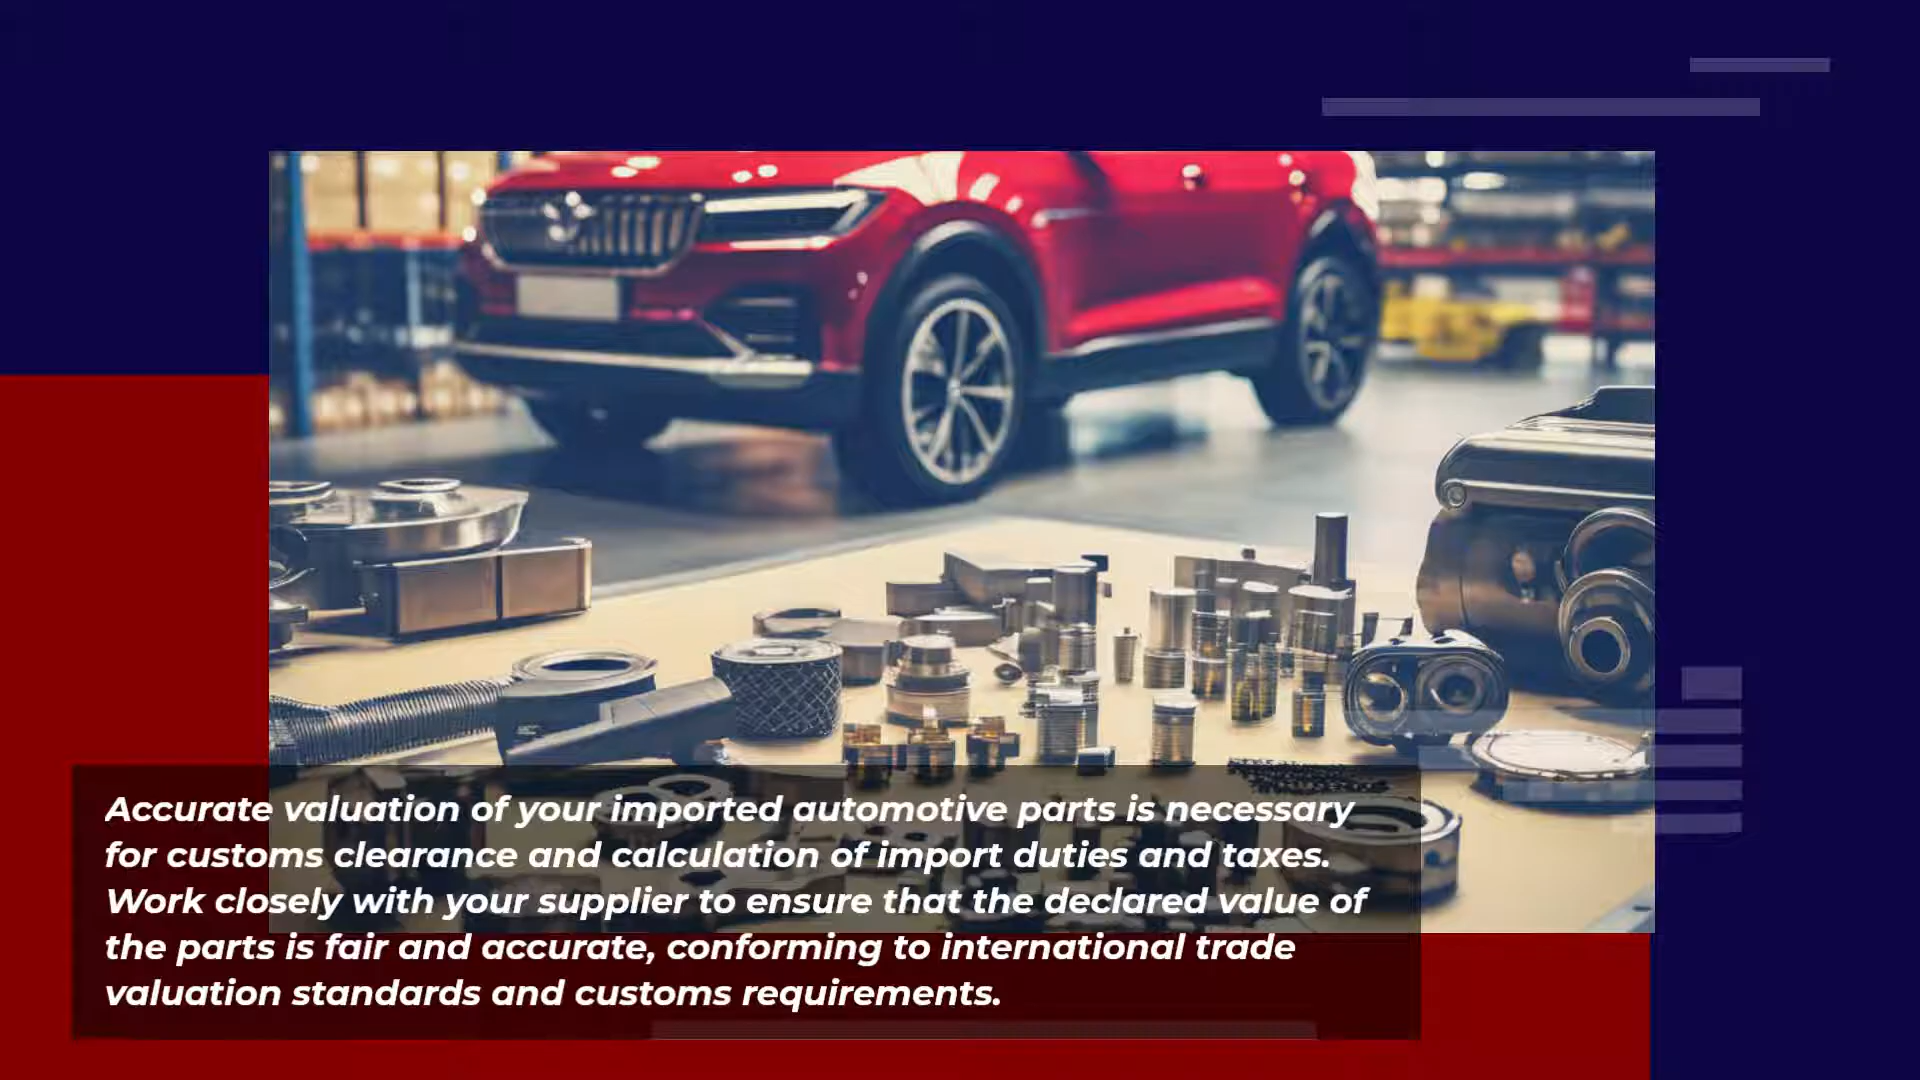 Accurate valuation of your imported automotive parts is necessary
for customs clearance and calculation of import duties and taxes.
Work closely with your supplier to ensure that the declared value of
the parts is fair and accurate, conforming to international trade
valuation standards and customs requirements.